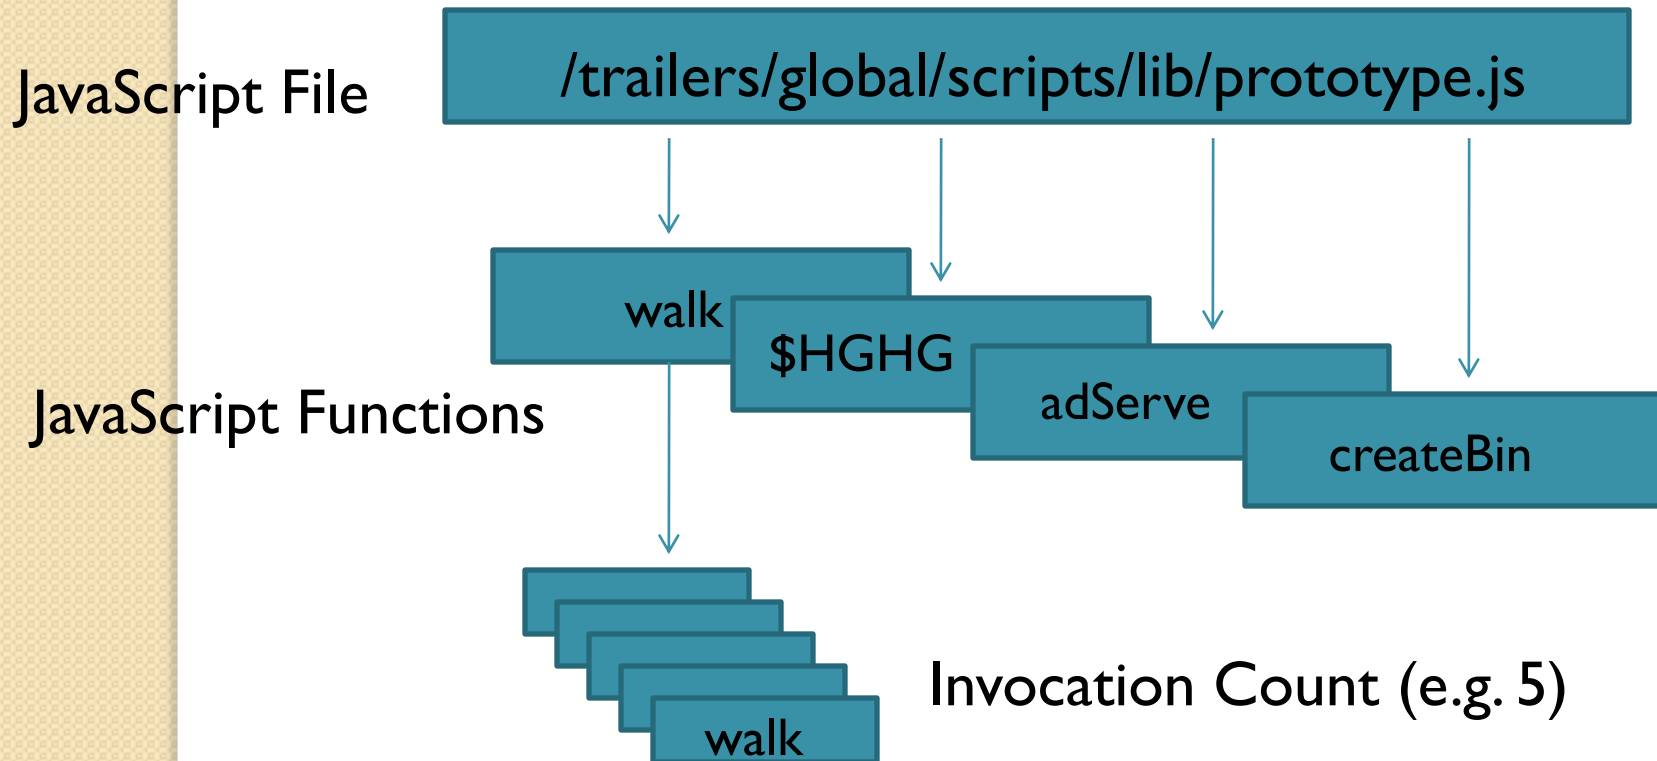 JavaScript File
/trailers/global/scripts/lib/prototype.js
walk
$HGHG
adServe
createBin
JavaScript Functions
Invocation Count (e.g. 5)
walk